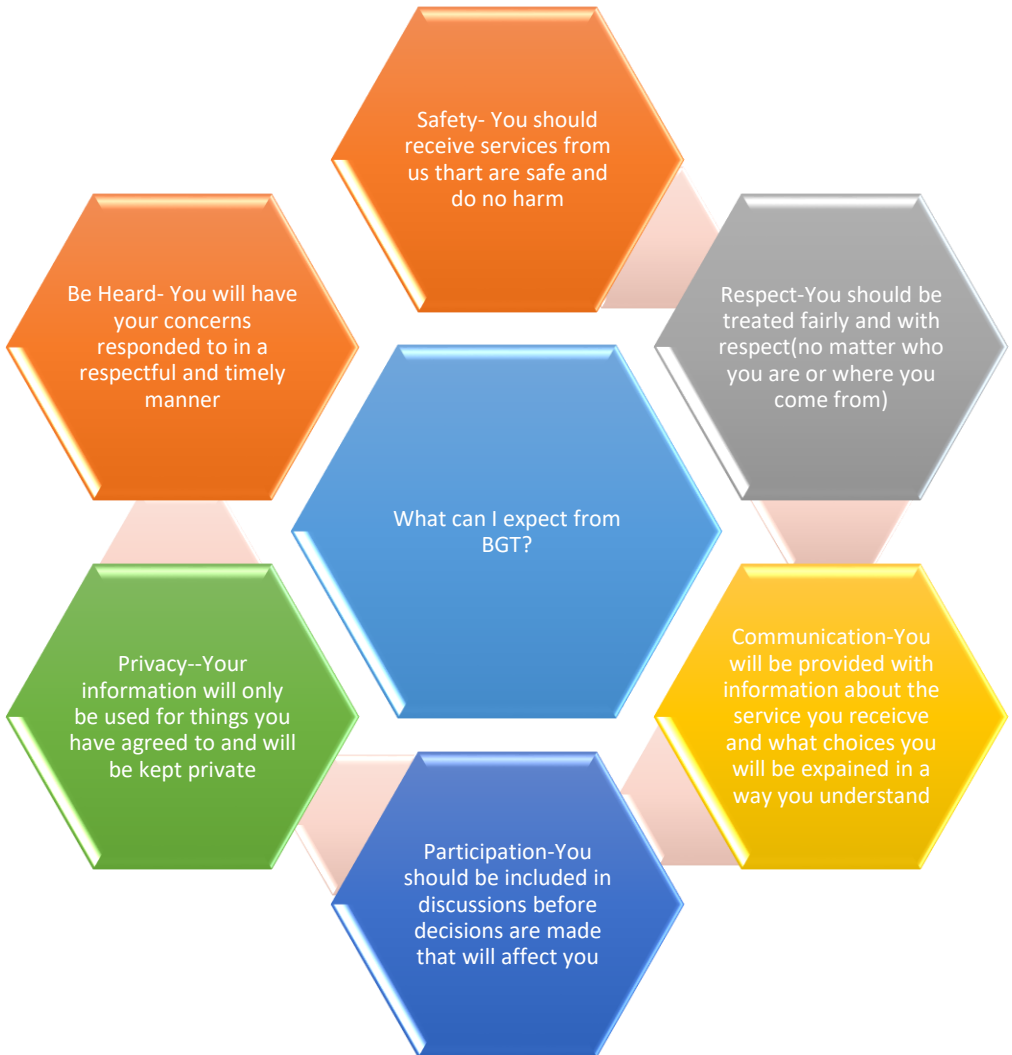 Safety- You should
receive services from
us thart are safe and
do no harm
Respect-You should be
treated fairly and with
respect(no matter who
you are or where you
come from)
Communication-You
will be provided with
information about the
service you receicve
and what choices you
will be expained in a
way you understand
Participation-You
should be included in
discussions before
decisions are made
that will affect you
Privacy--Your
information will only
be used for things you
have agreed to and will
be kept private
Be Heard- You will have
your concerns
responded to in a
respectful and timely
manner
What can I expect from
BGT?